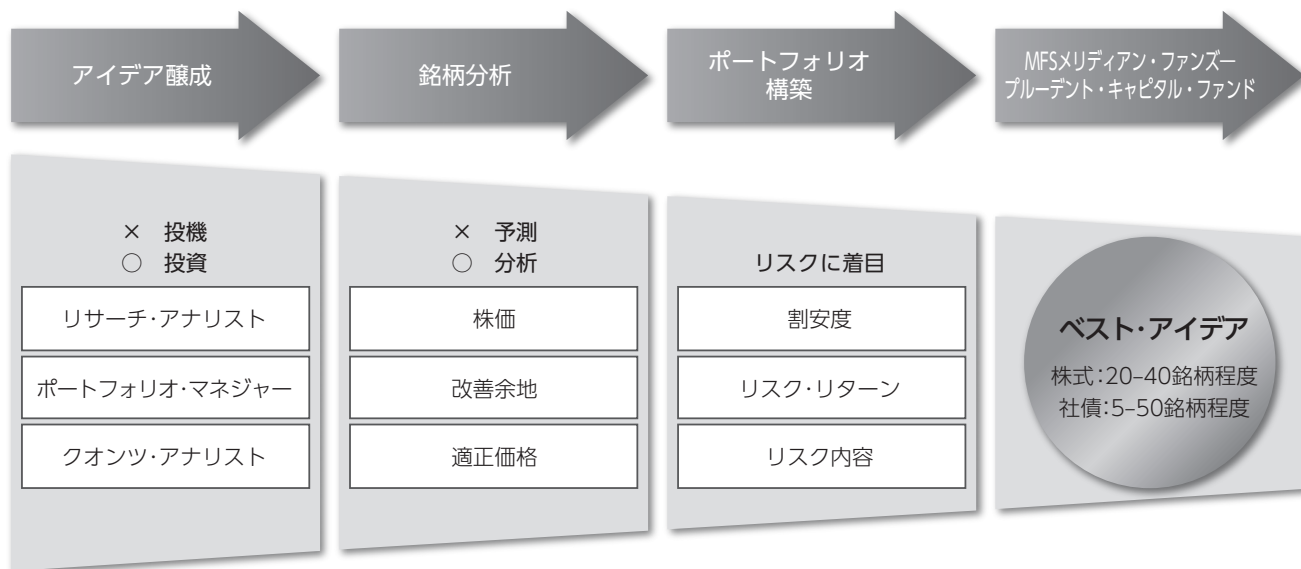 アイデア醸成
銘柄分析
ポートフォリオ
構築
MFSメリディアン・ファンズー
プルーデント・キャピタル・ファンド
× 投機
○ 投資
リサーチ・アナリスト
ポートフォリオ・マネジャー
クオンツ・アナリスト
× 予測
○ 分析
株価
改善余地
適正価格
リスクに着目
割安度
リスク・リターン
リスク内容
ベスト・アイデア
株式:20–40銘柄程度
社債:5–50銘柄程度